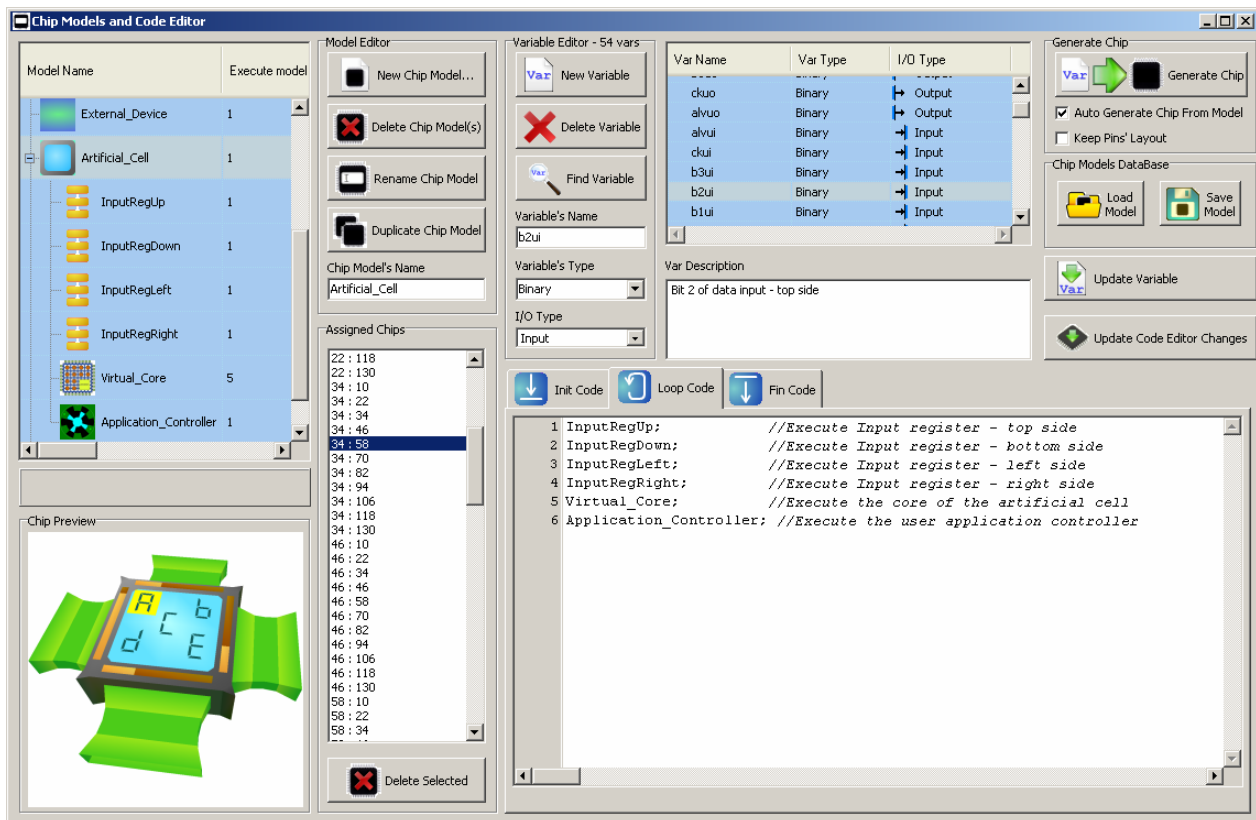 Chip Models and Code Editor
Model Name Execute model
External_Device 1
Artificial_Cell 1
InputRegUp 1
InputRegDown 1
InputRegLeft 1
InputRegRight 1
Virtual_Core 5
Application_Controller 1
Chip Preview
A b
C
d E
Model Editor
New Chip Model...
Delete Chip Model(s)
Rename Chip Model
Duplicate Chip Model
Chip Model's Name
Artificial_Cell
Assigned Chips
22 : 118
22 : 130
34 : 10
34 : 22
34 : 34
34 : 46
34 : 58
34 : 70
34 : 82
34 : 94
34 : 106
34 : 118
34 : 130
46 : 10
46 : 22
46 : 34
46 : 46
46 : 58
46 : 70
46 : 82
46 : 94
46 : 106
46 : 118
46 : 130
58 : 10
58 : 22
58 : 34
Delete Selected
Variable Editor - 54 vars
Var New Variable
Delete Variable
Var Find Variable
Variable's Name
b2ui
Variable's Type
Binary
I/O Type
Input
Var Name Var Type I/O Type
ckuo Binary Output
alvuo Binary Output
alvui Binary Input
ckui Binary Input
b3ui Binary Input
b2ui Binary Input
b1ui Binary Input
Var Description
Bit 2 of data input - top side
Generate Chip
Var Generate Chip
Auto Generate Chip From Model
Keep Pins' Layout
Chip Models DataBase
Load Model
Save Model
Var Update Variable
Update Code Editor Changes
Init Code Loop Code Fin Code
1 InputRegUp; //Execute Input register - top side
2 InputRegDown; //Execute Input register - bottom side
3 InputRegLeft; //Execute Input register - left side
4 InputRegRight; //Execute Input register - right side
5 Virtual_Core; //Execute the core of the artificial cell
6 Application_Controller; //Execute the user application controller